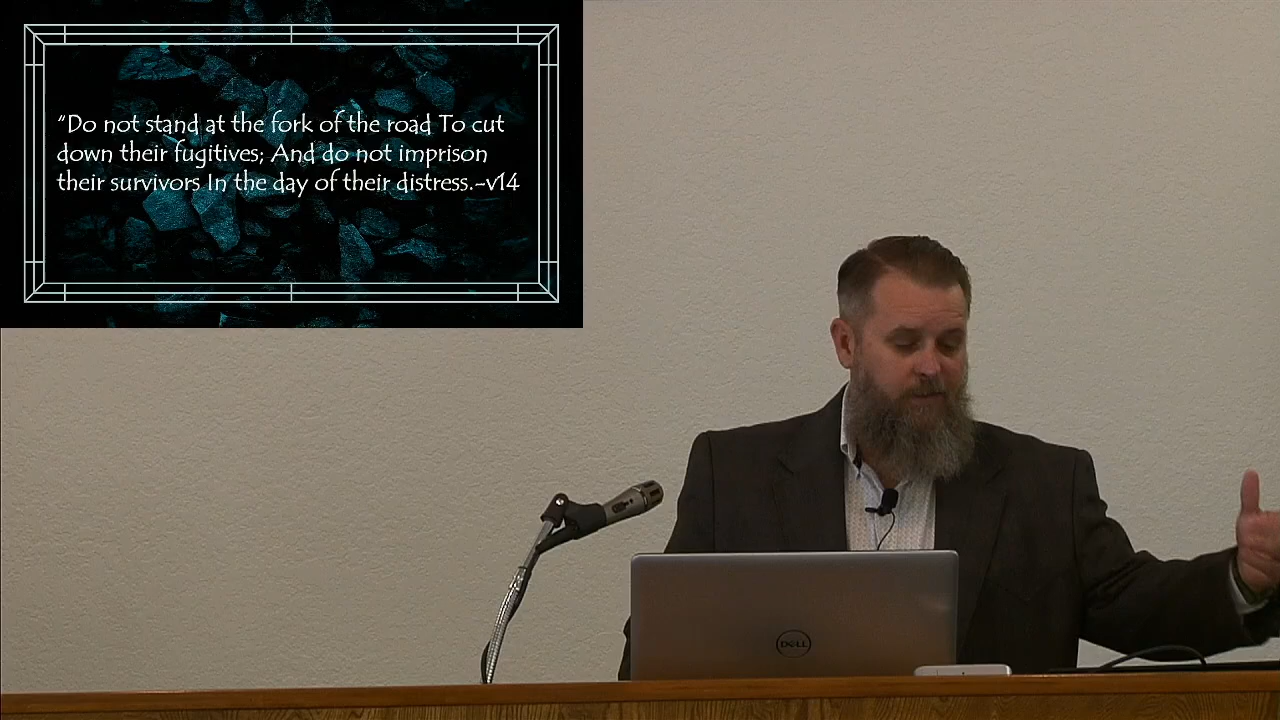 “Do not stand at the fork of the road To cut
down their fugitives; And do not imprison
their survivors In the day of their distress.-v14
DELL